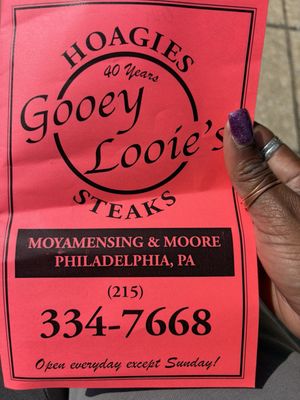 HOAGIES
40 Years
Gooey
Looie's
STEAKS
MOYAMENSING & MOORE
PHILADELPHIA, PA
(215)
334-7668
Open everyday except Sunday!